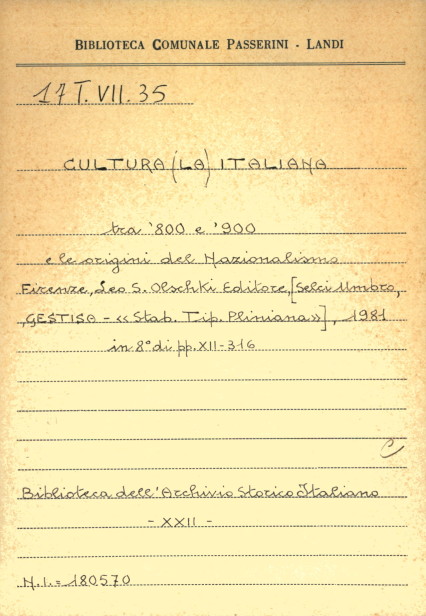 BIBLIOTECA COMUNALE PASSERINI - LANDI
17 T. VII. 35
CULTURA (LA) ITALIANA
tra '800 e '900
e le origini del Nazionalismo
Firenze, Leo S. Olschki Editore, [Selci Umbro,
GESTISA - «Stab. Tip. Pliniana»], 1981
in 8° di pp. XII-316
C
Biblioteca dell'Archivio Storico Italiano
- XXII -
N.I. = 180570